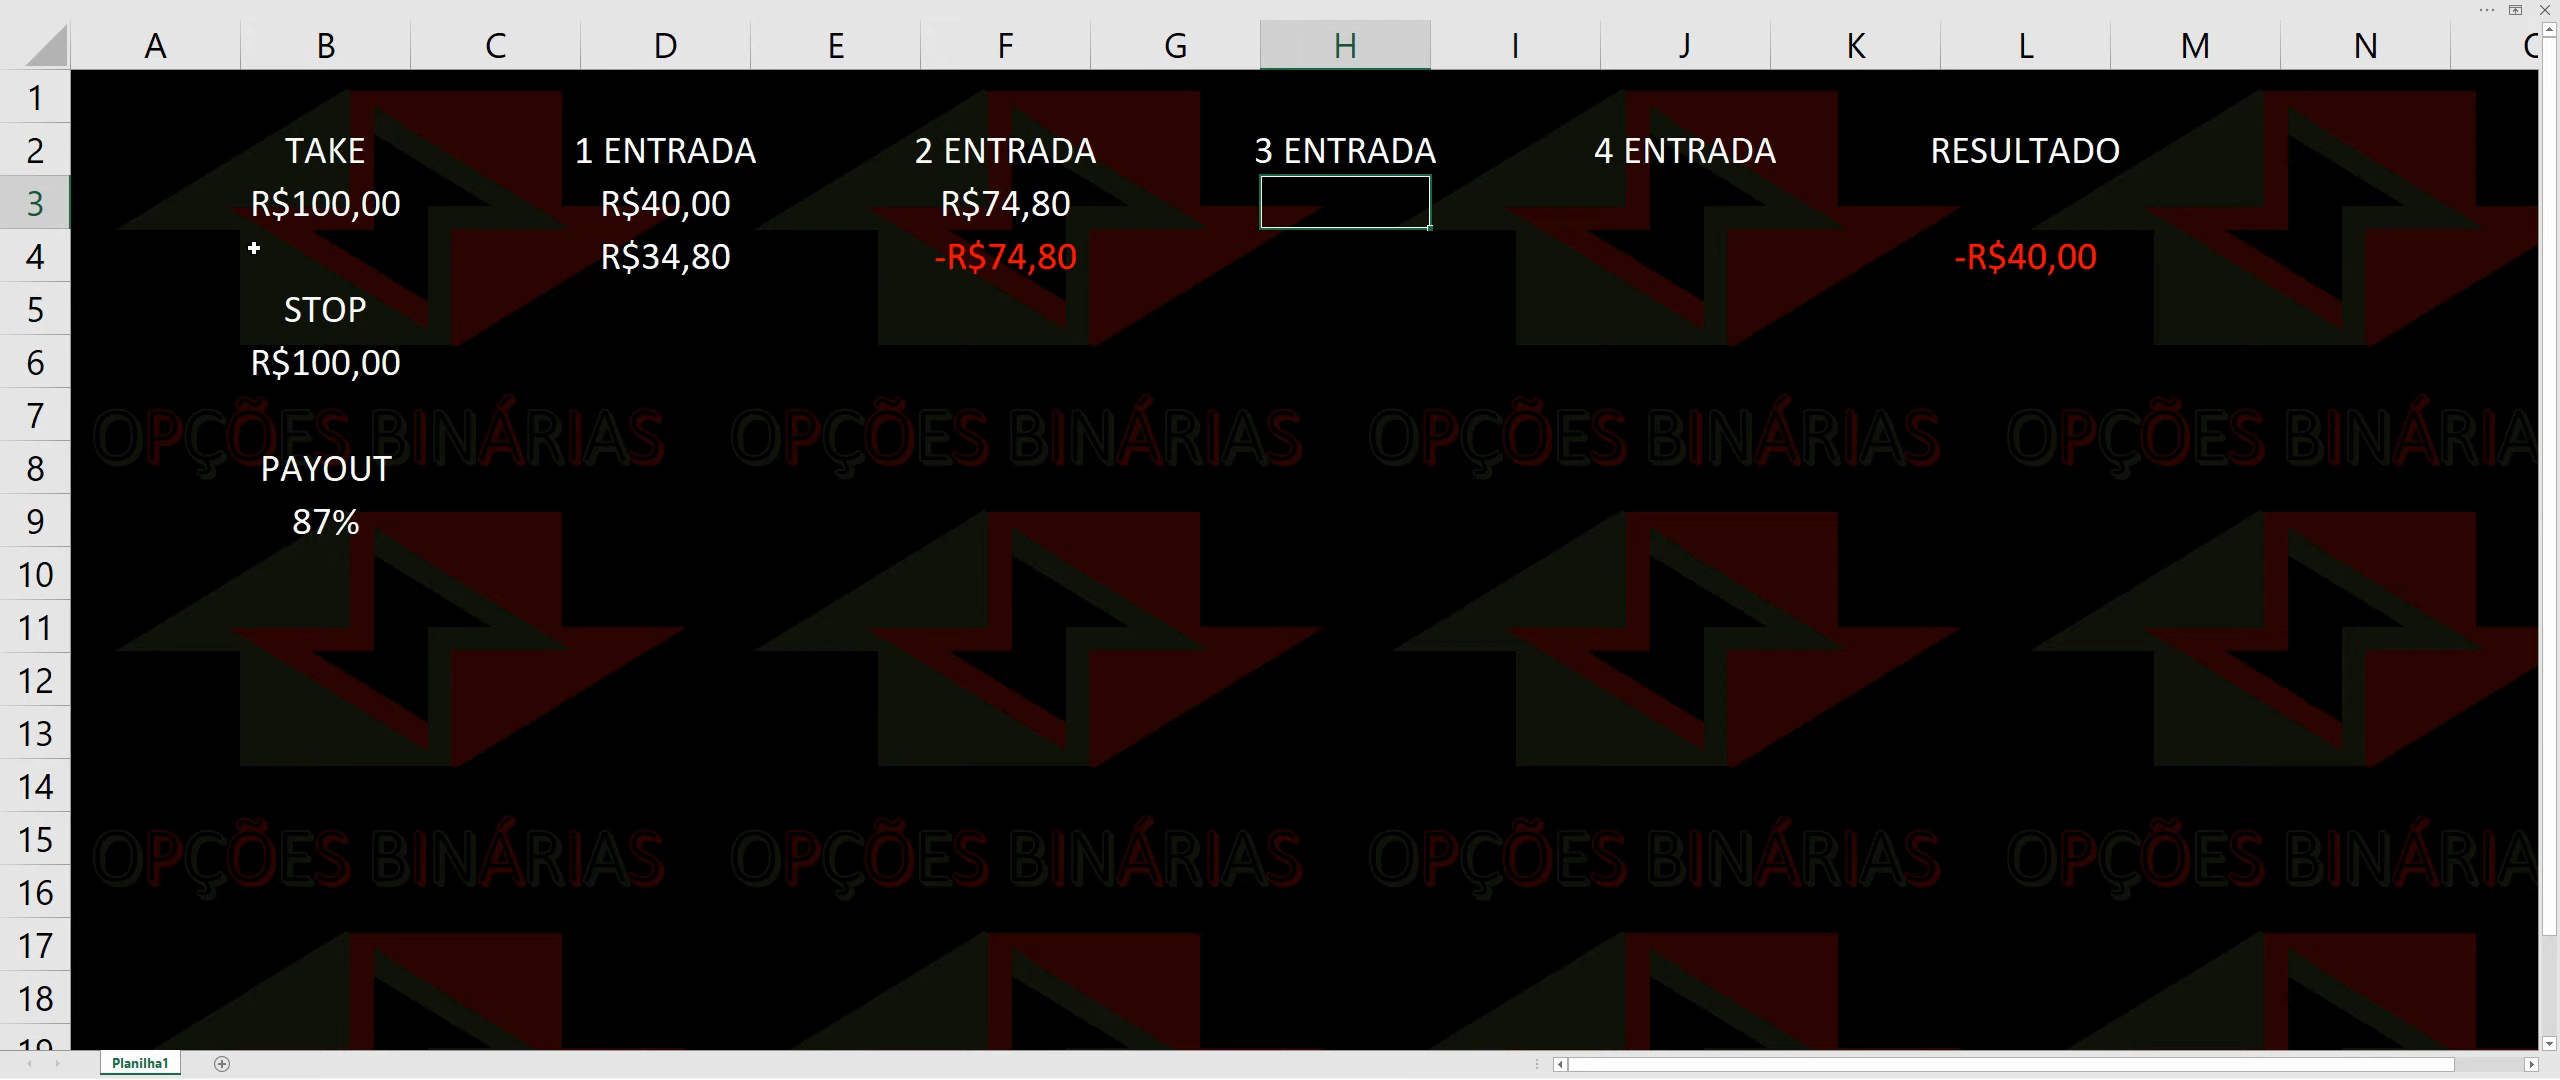 A B C D E F G H I J K L M N
1
2 TAKE 1 ENTRADA 2 ENTRADA 3 ENTRADA 4 ENTRADA RESULTADO
3 R$100,00 R$40,00 R$74,80
4 R$34,80 -R$74,80 -R$40,00
5 STOP
6 R$100,00
7 OPÇÕES BINÁRIAS OPÇÕES BINÁRIAS OPÇÕES BINÁRIAS OPÇÕES BINÁRIA
8 PAYOUT
9 87%
10
11
12
13
14
15 OPÇÕES BINÁRIAS OPÇÕES BINÁRIAS OPÇÕES BINÁRIAS OPÇÕES BINÁRIA
16
17
18
19
Planilha1